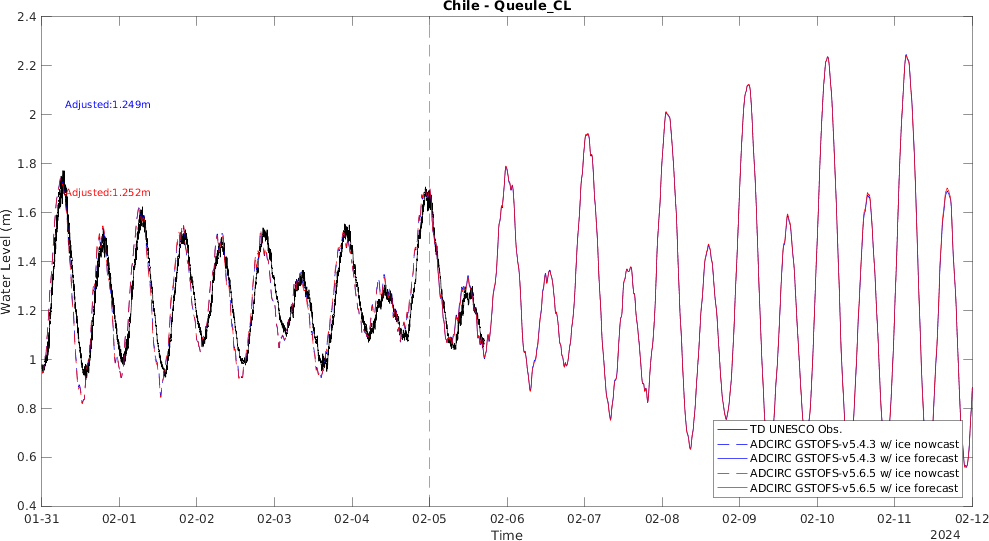 Chile - Queule_CL
2.4
2.2
2
1.8
1.6
1.4
1.2
1
0.8
0.6
0.4
Water Level (m)
Adjusted:1.249m
Adjusted:1.252m
TD UNESCO Obs.
ADCIRC GSTOFS-v5.4.3 w/ ice nowcast
ADCIRC GSTOFS-v5.4.3 w/ ice forecast
ADCIRC GSTOFS-v5.6.5 w/ ice nowcast
ADCIRC GSTOFS-v5.6.5 w/ ice forecast
01-31 02-01 02-02 02-03 02-04 02-05 02-06 02-07 02-08 02-09 02-10 02-11 02-12
Time
2024